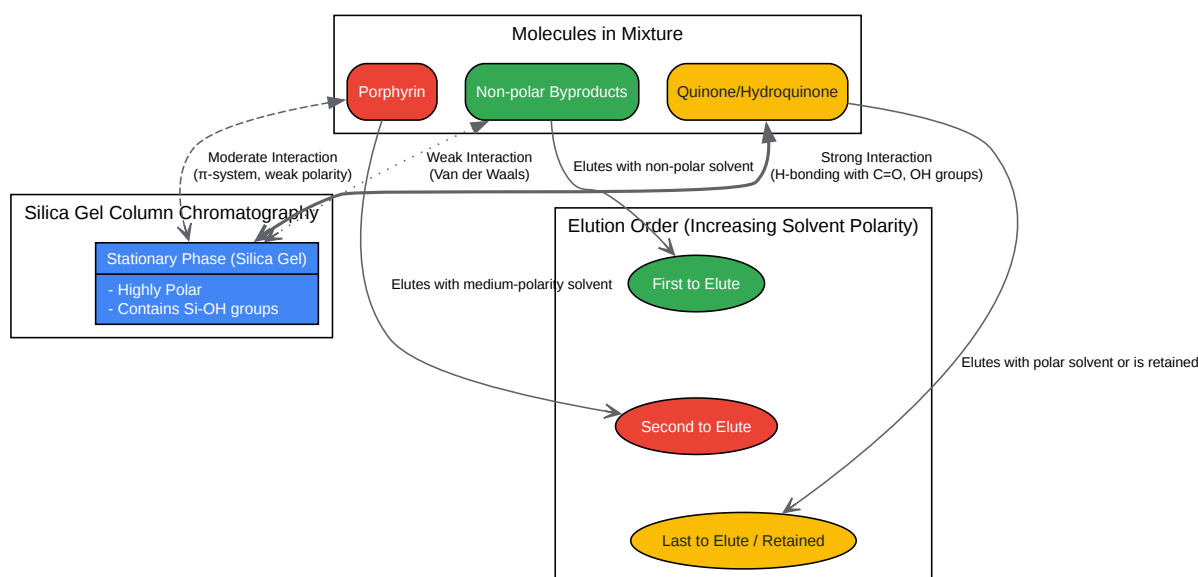 Molecules in Mixture
Porphyrin
Non-polar Byproducts
Quinone/Hydroquinone
Moderate Interaction
(π-system, weak polarity)
Weak Interaction
(Van der Waals)
Elutes with non-polar solvent
Strong Interaction
(H-bonding with C=O, OH groups)
Silica Gel Column Chromatography
Stationary Phase (Silica Gel)
- Highly Polar
- Contains Si-OH groups
Elution Order (Increasing Solvent Polarity)
First to Elute
Elutes with medium-polarity solvent
Elutes with polar solvent or is retained
Second to Elute
Last to Elute / Retained